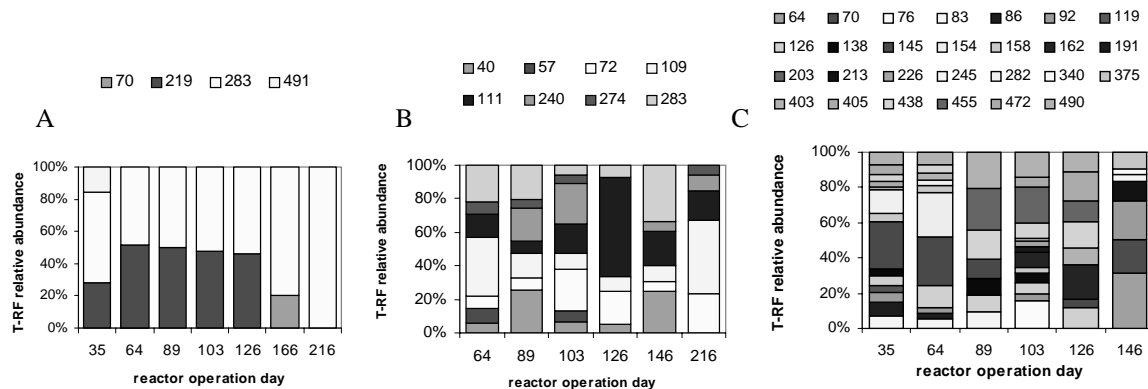 64 70 76 83 86 92 119
126 138 145 154 158 162 191
203 213 226 245 282 340 375
403 405 438 455 472 490
70 219 283 491
40 57 72 109
111 240 274 283
A
B
C
T-RF relative abundance
100%
80%
60%
40%
20%
0%
35 64 89 103 126 166 216
reactor operation day
T-RF relative abundance
100%
80%
60%
40%
20%
0%
64 89 103 126 146 216
reactor operation day
T-RF relative abundance
100%
80%
60%
40%
20%
0%
35 64 89 103 126 146
reactor operation day